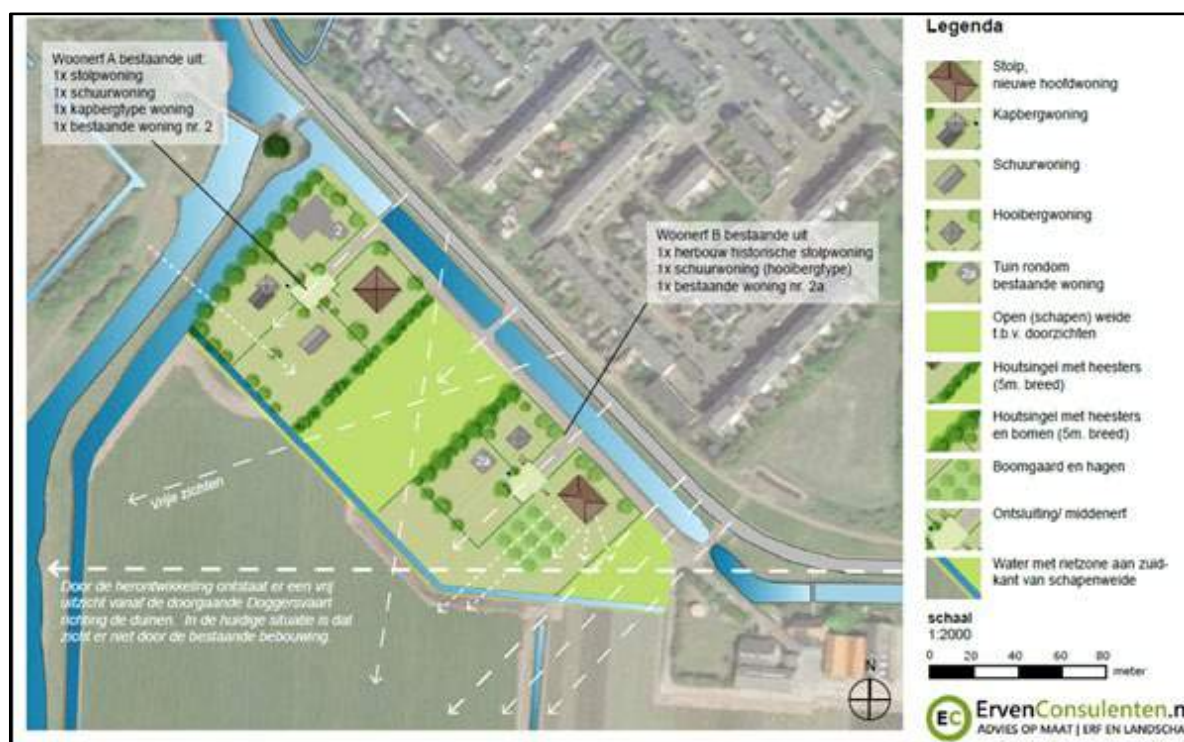 Woonerf A bestaande uit:
1x stolpwoning
1x schuurwoning
1x kapbergtype woning
1x bestaande woning nr. 2
Woonerf B bestaande uit
1x herbouw historische stolpwoning
1x schuurwoning (hooibergtype)
1x bestaande woning nr. 2a
2
2a
Vrije zichten
Door de herontwikkeling ontstaat er een vrij
uitzicht vanaf de doorgaande Doggersvaart
richting de duinen. In de huidige situatie is dat
zicht er niet door de bestaande bebouwing.
N
Legenda
Stolp,
nieuwe hoofdwoning
Kapbergwoning
Schuurwoning
Hooibergwoning
2a
Tuin rondom
bestaande woning
Open (schapen) weide
t.b.v. doorzichten
Houtsingel met heesters
(5m. breed)
Houtsingel met heesters
en bomen (5m. breed)
Boomgaard en hagen
Ontsluiting/ middenerf
Water met rietzone aan zuid-
kant van schapenweide
schaal
1:2000
0 20 40 60 80
meter
EC ErvenConsulenten.n
ADVIES OP MAAT | ERF EN LANDSCHA